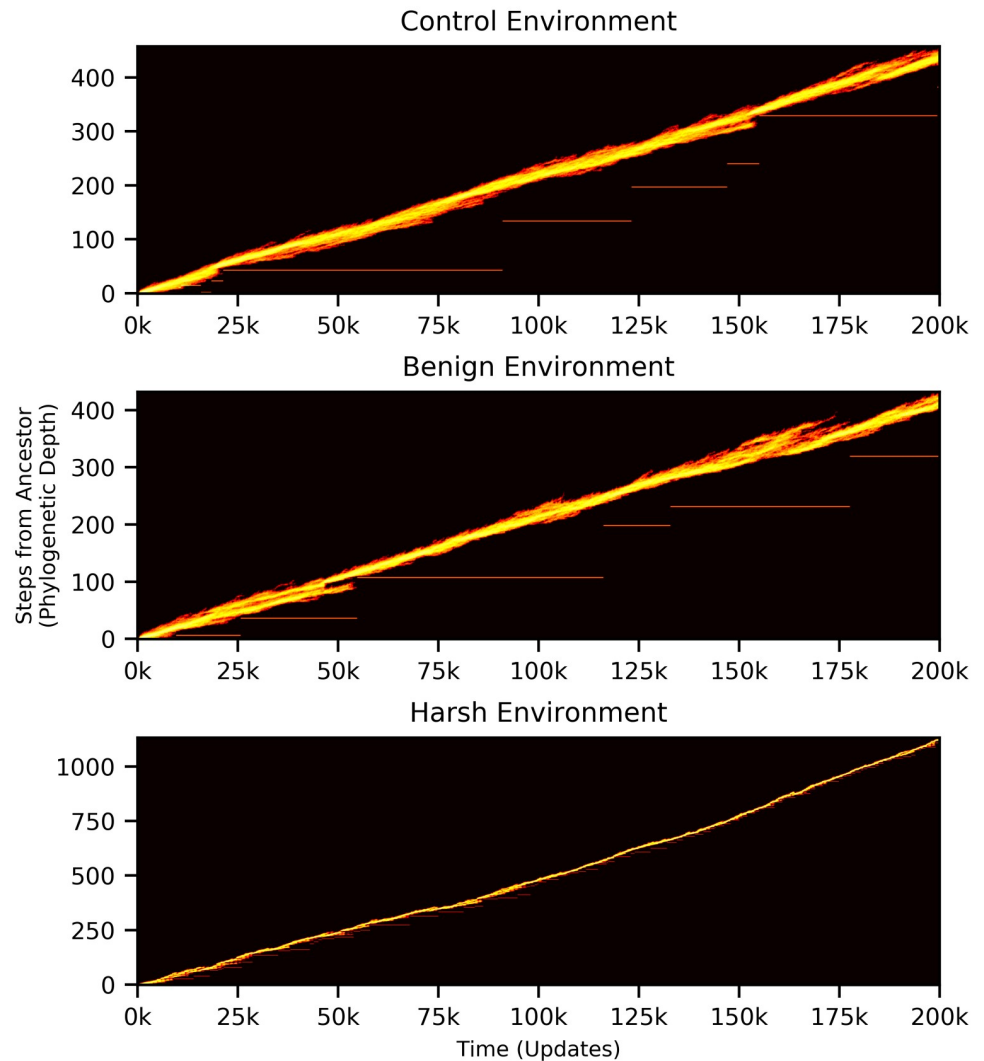 Control Environment
400
300
200
100
0
0k 25k 50k 75k 100k 125k 150k 175k 200k
Benign Environment
Steps from Ancestor
(Phylogenetic Depth)
400
300
200
100
0
0k 25k 50k 75k 100k 125k 150k 175k 200k
Harsh Environment
1000
750
500
250
0
0k 25k 50k 75k 100k 125k 150k 175k 200k
Time (Updates)